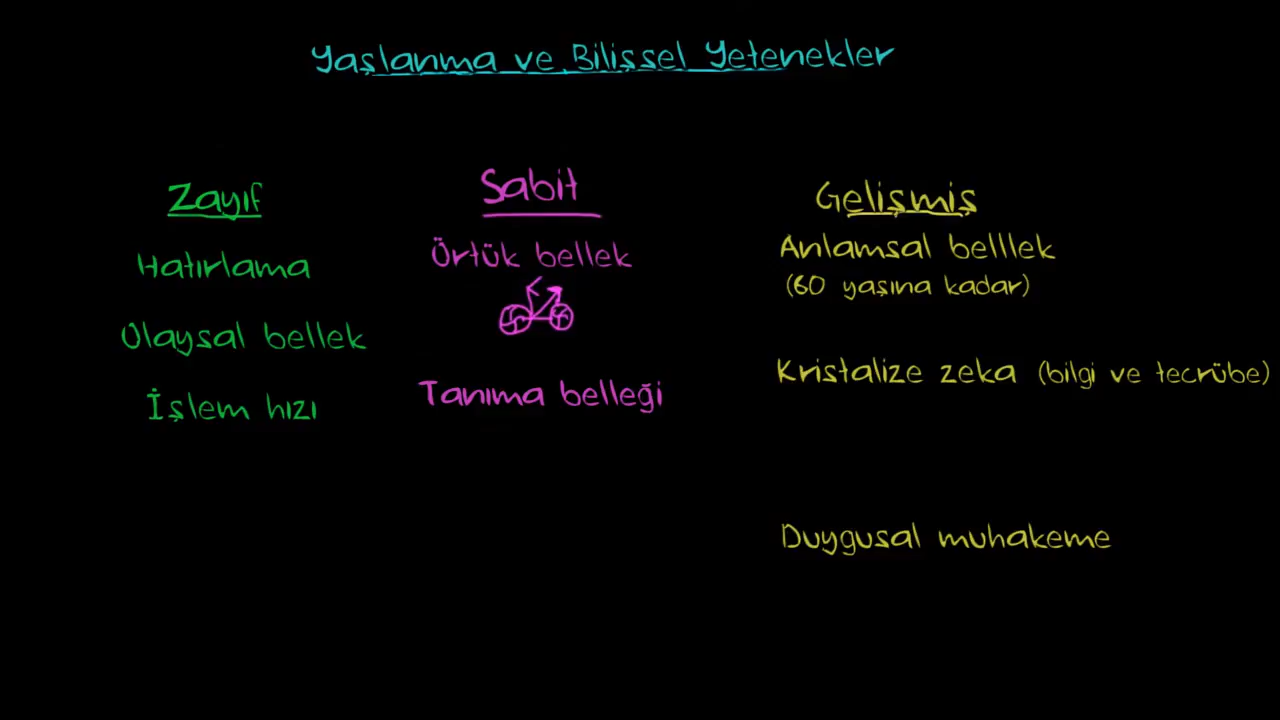 Yaşlanma ve Bilişsel Yetenekler
Zayıf
Hatırlama
Olaysal bellek
İşlem hızı
Sabit
Örtük bellek
Tanıma belleği
Gelişmiş
Anlamsal belllek
(60 yaşına kadar)
Kristalize zeka (bilgi ve tecrübe)
Duygusal muhakeme